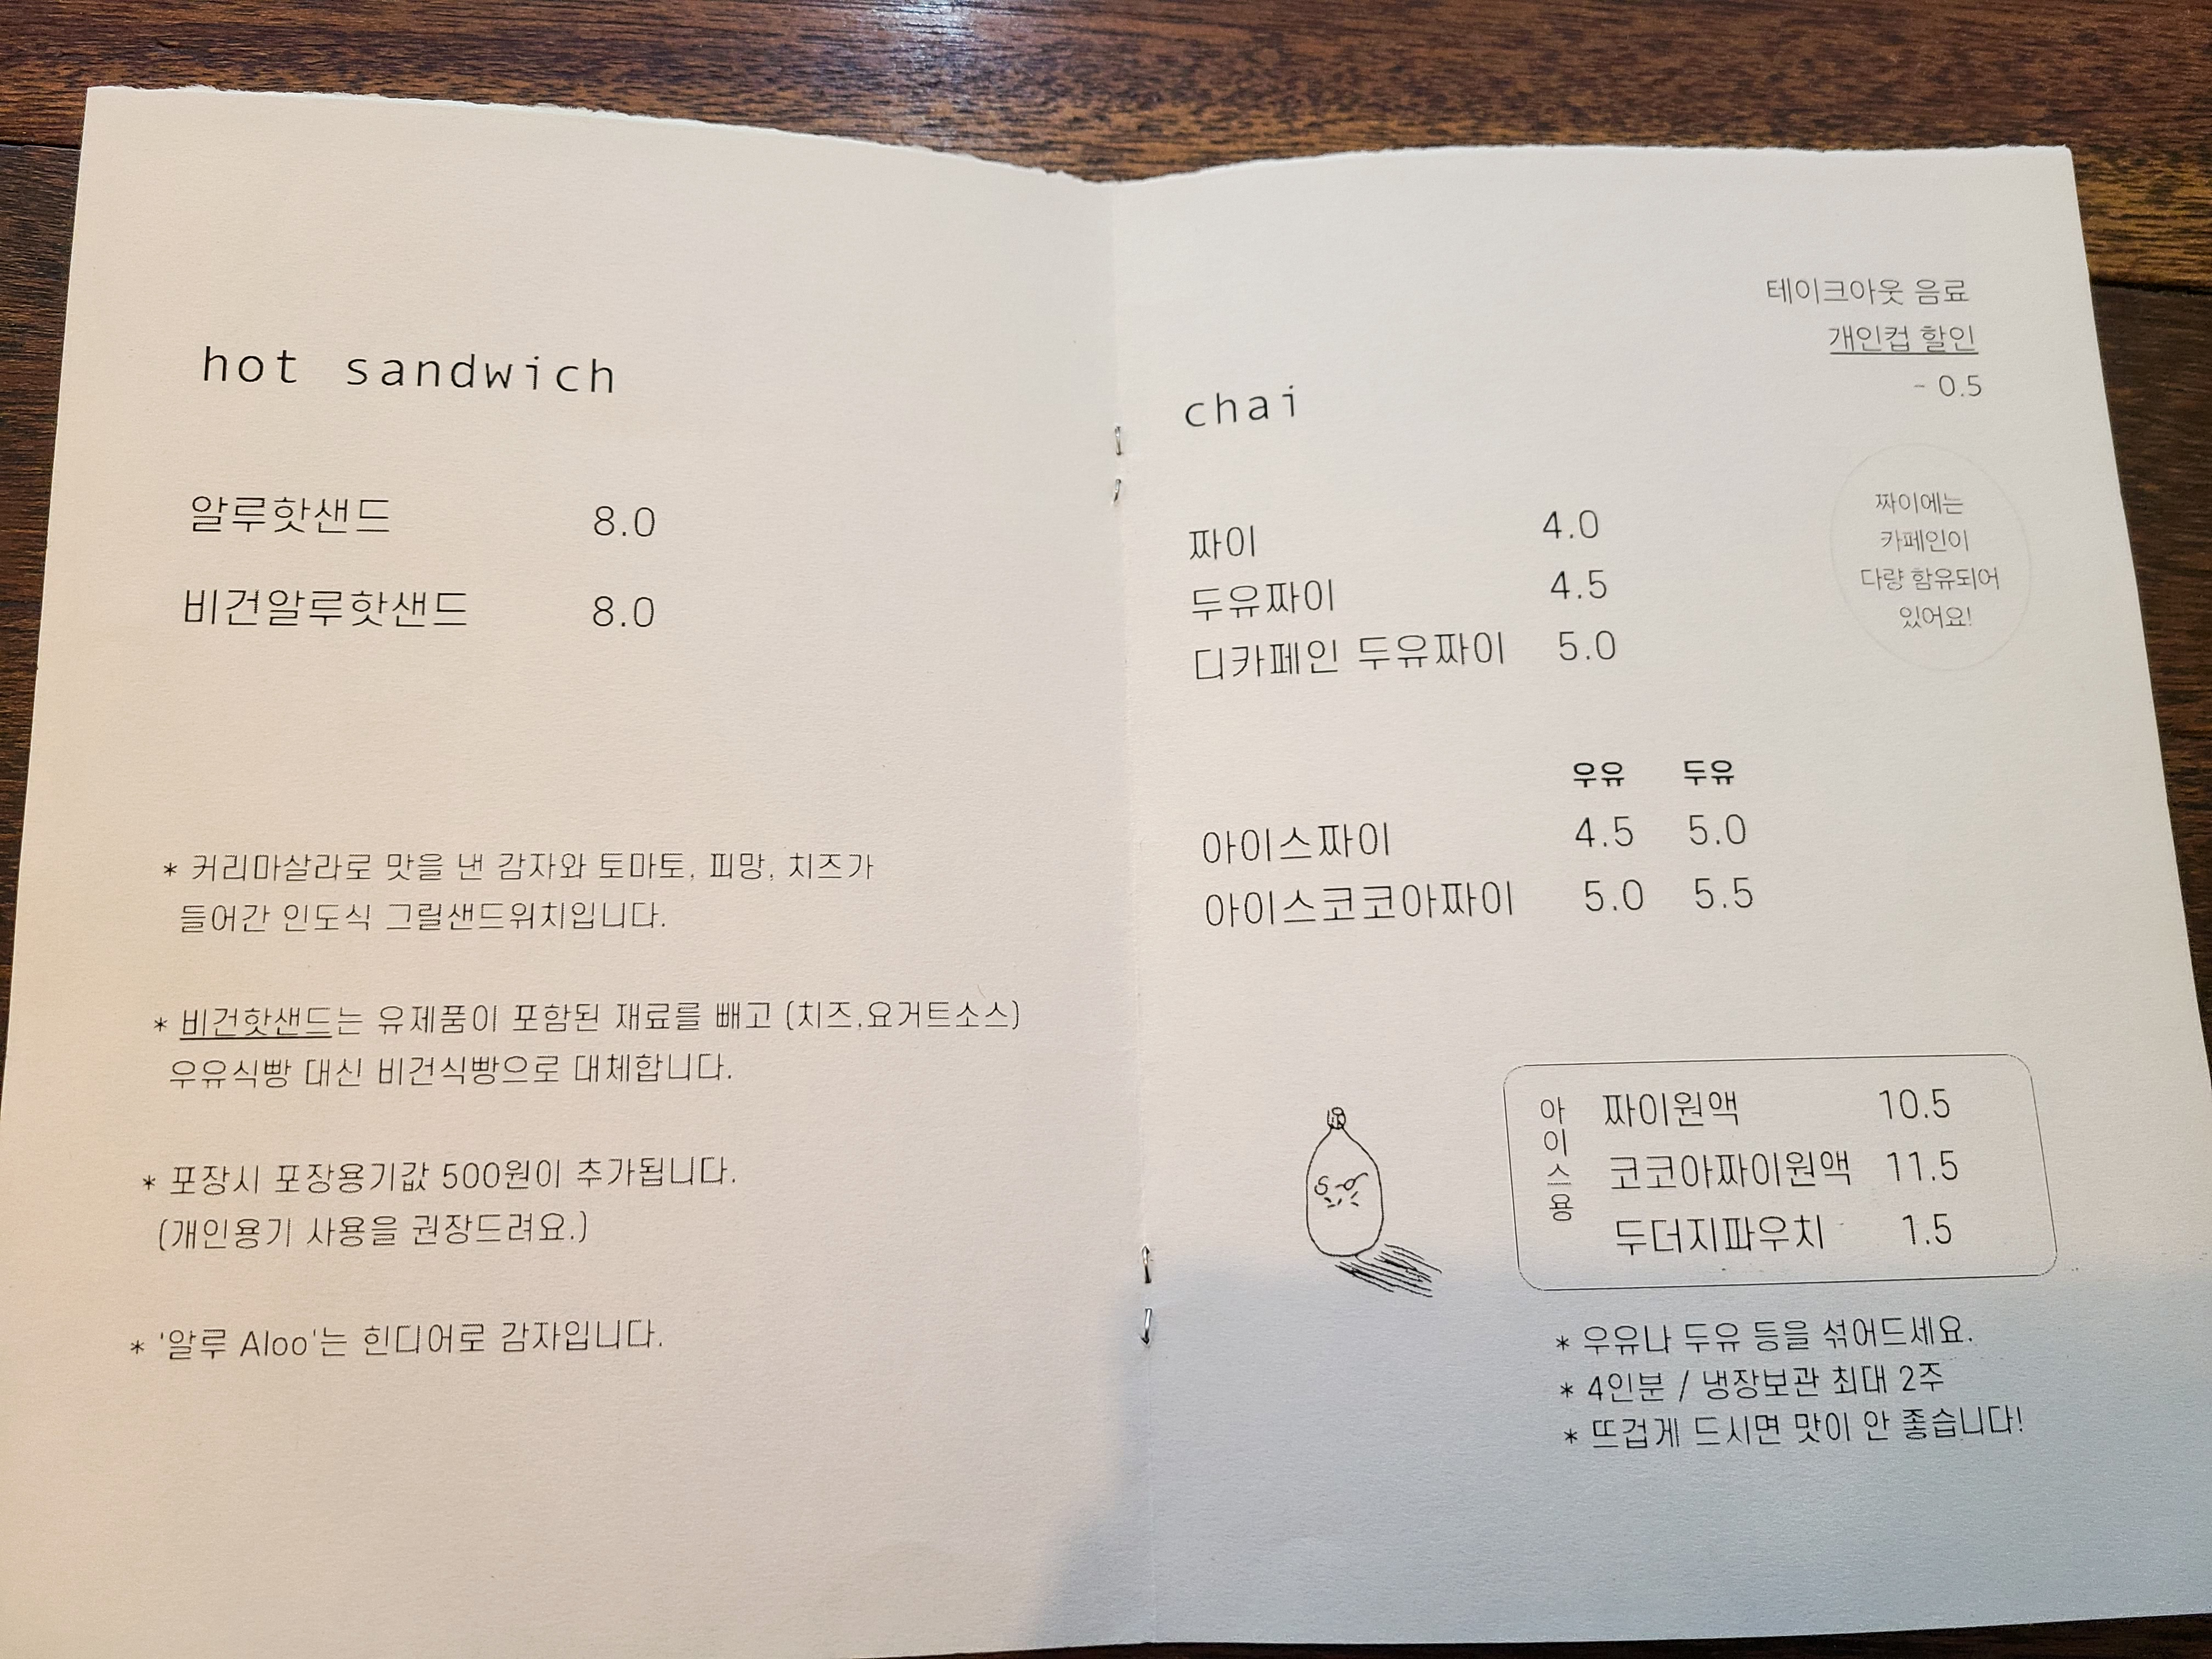 hot sandwich
알루핫샌드 8.0
비건알루핫샌드 8.0
* 커리마살라로 맛을 낸 감자와 토마토, 피망, 치즈가
들어간 인도식 그릴샌드위치입니다.
* 비건핫샌드는 유제품이 포함된 재료를 빼고 (치즈,요거트소스)
우유식빵 대신 비건식빵으로 대체합니다.
* 포장시 포장용기값 500원이 추가됩니다.
(개인용기 사용을 권장드려요.)
* '알루 Aloo'는 힌디어로 감자입니다.
테이크아웃 음료
개인컵 할인
- 0.5
chai
짜이 4.0
두유짜이 4.5
디카페인 두유짜이 5.0
짜이에는
카페인이
다량 함유되어
있어요!
우유 두유
아이스짜이 4.5 5.0
아이스코코아짜이 5.0 5.5
아이스용
짜이원액 10.5
코코아짜이원액 11.5
두더지파우치 1.5
* 우유나 두유 등을 섞어드세요.
* 4인분 / 냉장보관 최대 2주
* 뜨겁게 드시면 맛이 안 좋습니다!